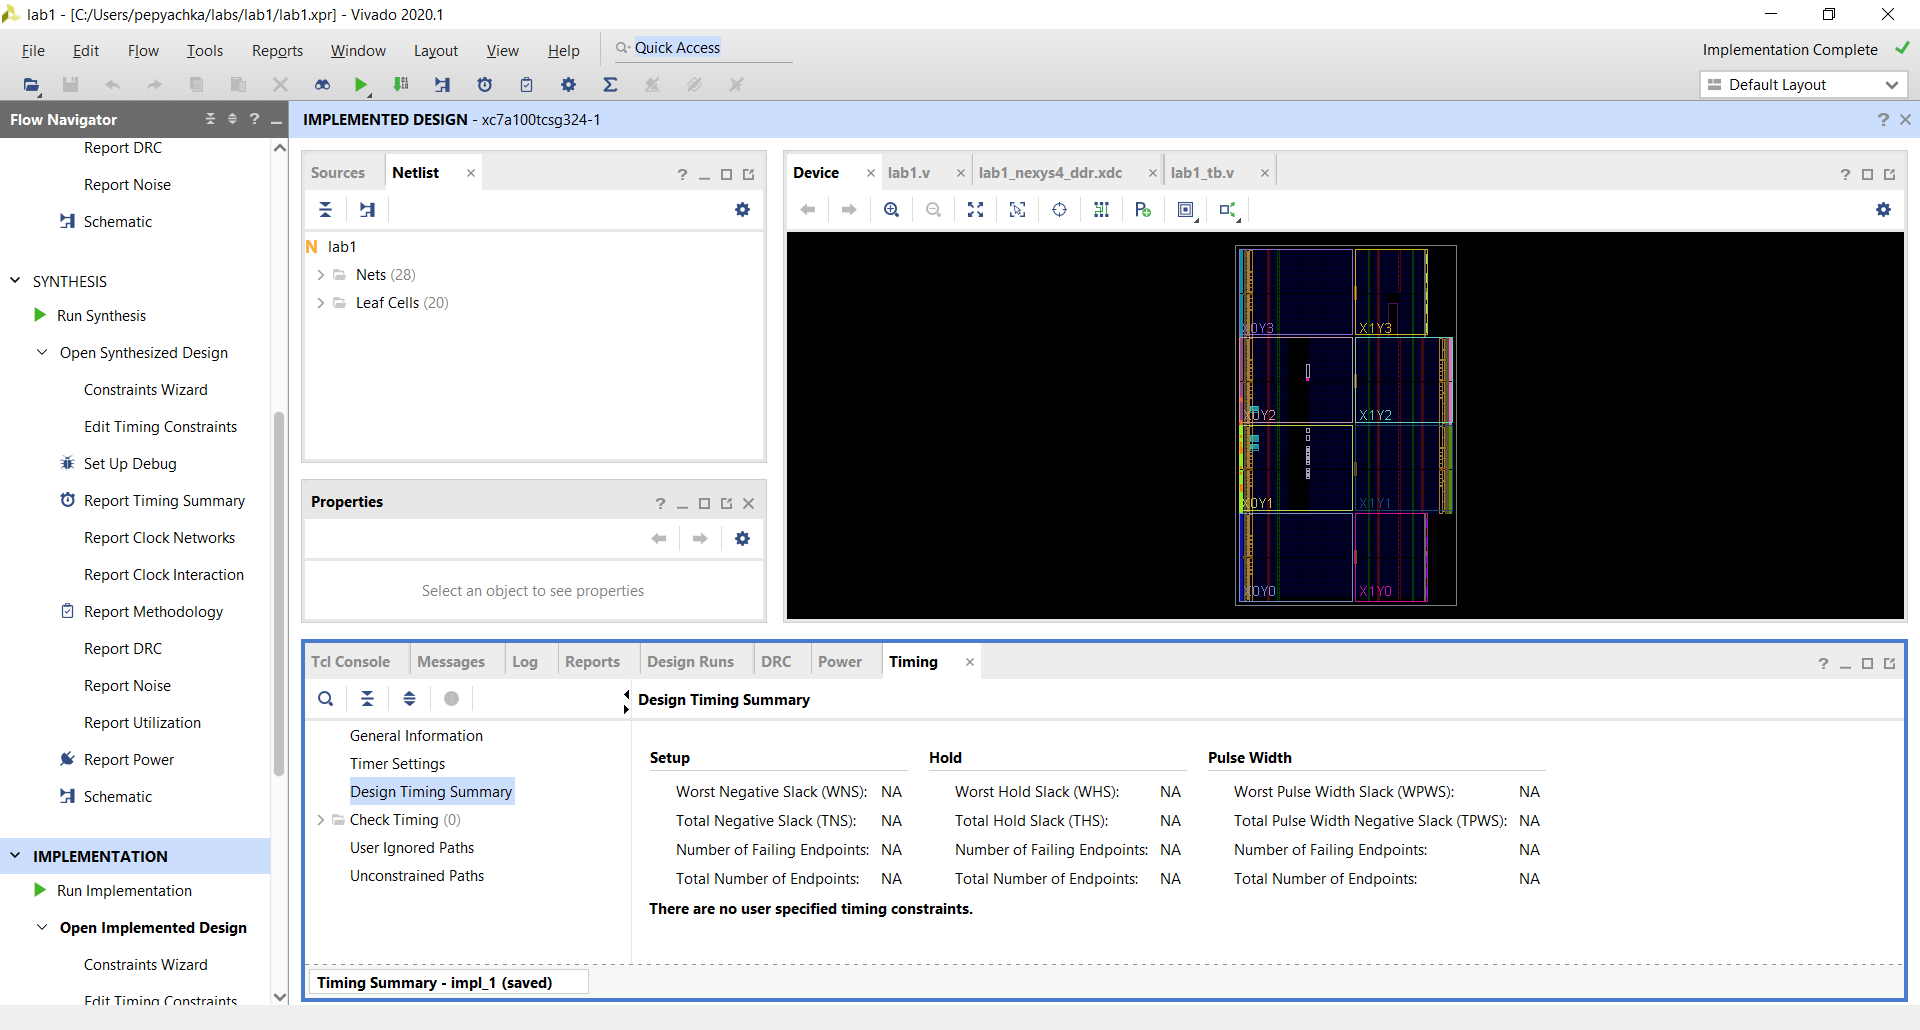 lab1 - [C:/Users/pepyachka/labs/lab1/lab1.xpr] - Vivado 2020.1
File Edit Flow Tools Reports Window Layout View Help Quick Access
Implementation Complete
Default Layout
Flow Navigator
Report DRC
Report Noise
Schematic
SYNTHESIS
Run Synthesis
Open Synthesized Design
Constraints Wizard
Edit Timing Constraints
Set Up Debug
Report Timing Summary
Report Clock Networks
Report Clock Interaction
Report Methodology
Report DRC
Report Noise
Report Utilization
Report Power
Schematic
IMPLEMENTATION
Run Implementation
Open Implemented Design
Constraints Wizard
Edit Timing Constraints
IMPLEMENTED DESIGN - xc7a100tcsg324-1
Sources Netlist
N lab1
Nets (28)
Leaf Cells (20)
Properties
Select an object to see properties
Device lab1.v lab1_nexys4_ddr.xdc lab1_tb.v
X0Y3 X1Y3
X0Y2 X1Y2
X0Y1 X1Y1
X0Y0 X1Y0
Tcl Console Messages Log Reports Design Runs DRC Power Timing
General Information
Timer Settings
Design Timing Summary
Check Timing (0)
User Ignored Paths
Unconstrained Paths
Design Timing Summary
Setup Hold Pulse Width
Worst Negative Slack (WNS): NA Worst Hold Slack (WHS): NA Worst Pulse Width Slack (WPWS): NA
Total Negative Slack (TNS): NA Total Hold Slack (THS): NA Total Pulse Width Negative Slack (TPWS): NA
Number of Failing Endpoints: NA Number of Failing Endpoints: NA Number of Failing Endpoints: NA
Total Number of Endpoints: NA Total Number of Endpoints: NA Total Number of Endpoints: NA
There are no user specified timing constraints.
Timing Summary - impl_1 (saved)